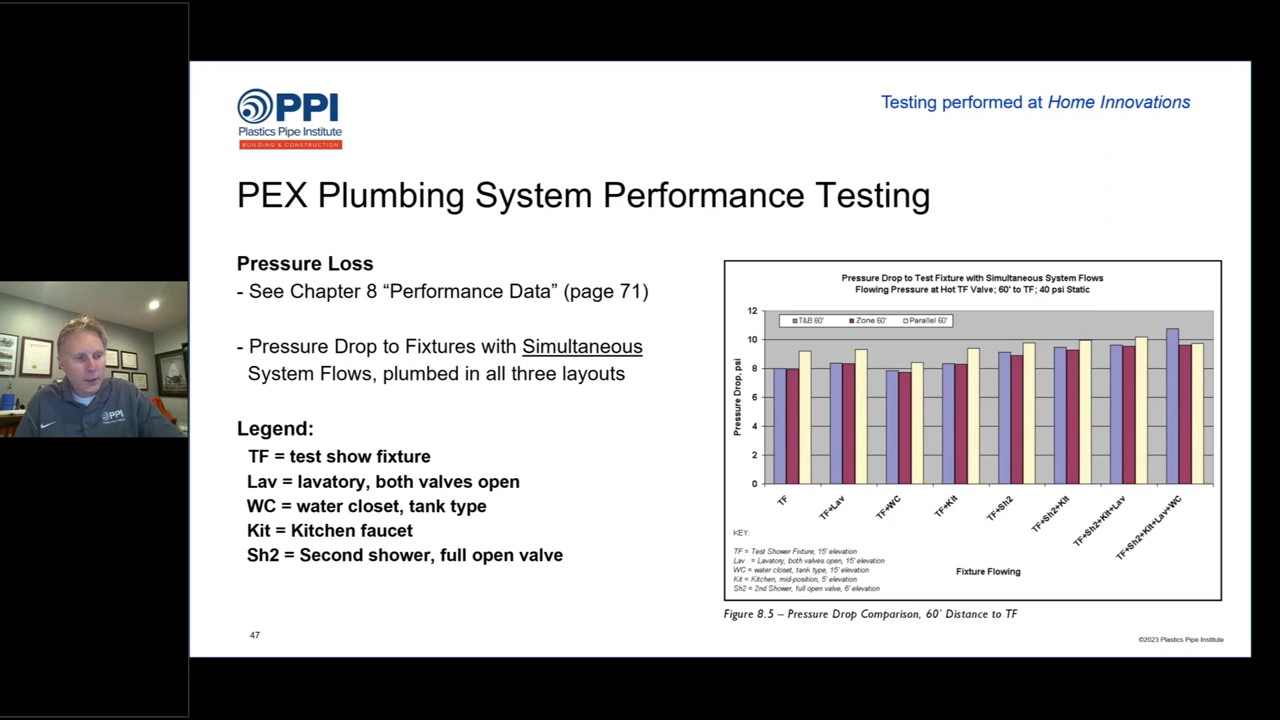 PPI
Plastics Pipe Institute
BUILDING & CONSTRUCTION
Testing performed at Home Innovations
PEX Plumbing System Performance Testing
Pressure Loss
- See Chapter 8 “Performance Data” (page 71)
- Pressure Drop to Fixtures with Simultaneous
System Flows, plumbed in all three layouts
Legend:
TF = test show fixture
Lav = lavatory, both valves open
WC = water closet, tank type
Kit = Kitchen faucet
Sh2 = Second shower, full open valve
Pressure Drop to Test Fixture with Simultaneous System Flows
Flowing Pressure at Hot TF Valve; 60' to TF; 40 psi Static
T&B 60' Zone 60' Parallel 60'
Pressure Drop, psi
12
10
8
6
4
2
0
TF
TF+Lav
TF+WC
TF+Kit
TF+Sh2
TF+Sh2+Kit
TF+Sh2+Kit+Lav
TF+Sh2+Kit+Lav+WC
Fixture Flowing
KEY:
TF = Test Shower Fixture, 15' elevation
Lav = Lavatory, both valves open, 15' elevation
WC = water closet, tank type, 15' elevation
Kit = Kitchen, mid-position, 5' elevation
Sh2 = 2nd Shower, full open valve, 6' elevation
Figure 8.5 – Pressure Drop Comparison, 60' Distance to TF
47
©2023 Plastics Pipe Institute
PPI